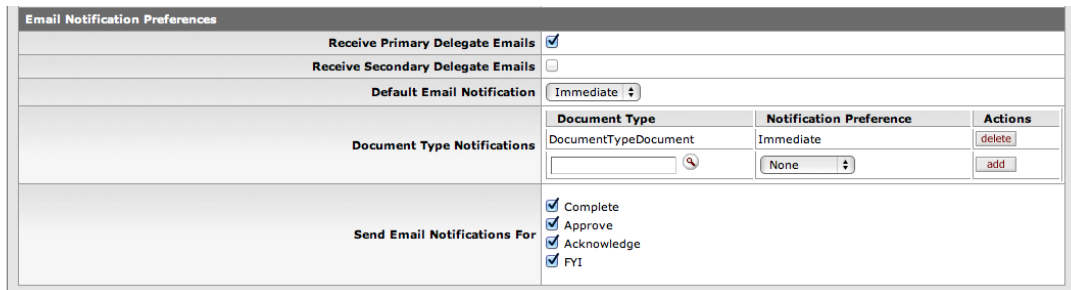 Email Notification Preferences
Receive Primary Delegate Emails
Receive Secondary Delegate Emails
Default Email Notification Immediate
Document Type Notification Preference Actions
Document Type Notifications DocumentTypeDocument Immediate delete
None add
Send Email Notifications For
Complete
Approve
Acknowledge
FYI